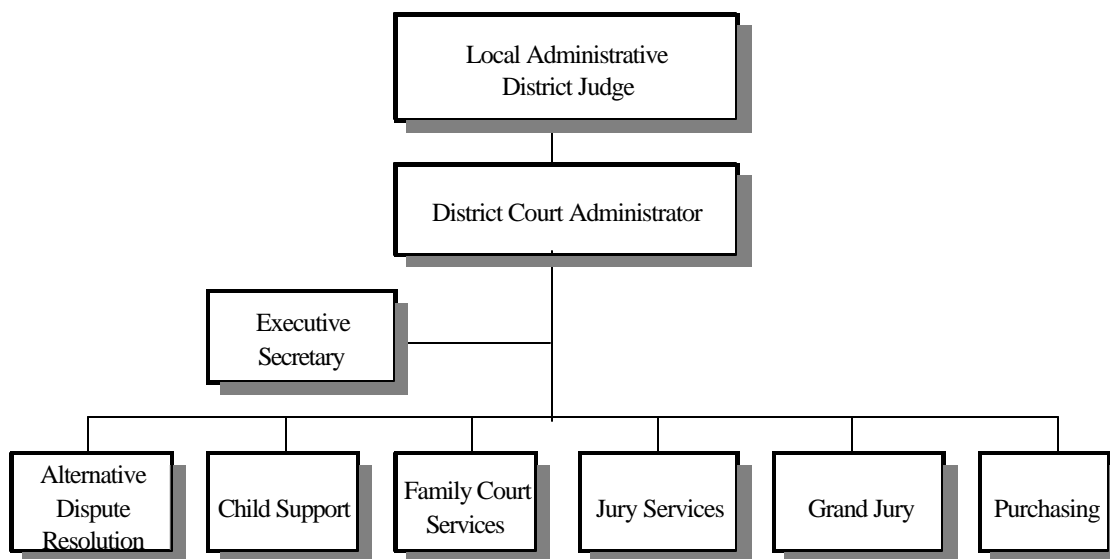 Local Administrative
District Judge
District Court Administrator
Executive
Secretary
Alternative
Dispute
Resolution
Child Support
Family Court
Services
Jury Services
Grand Jury
Purchasing